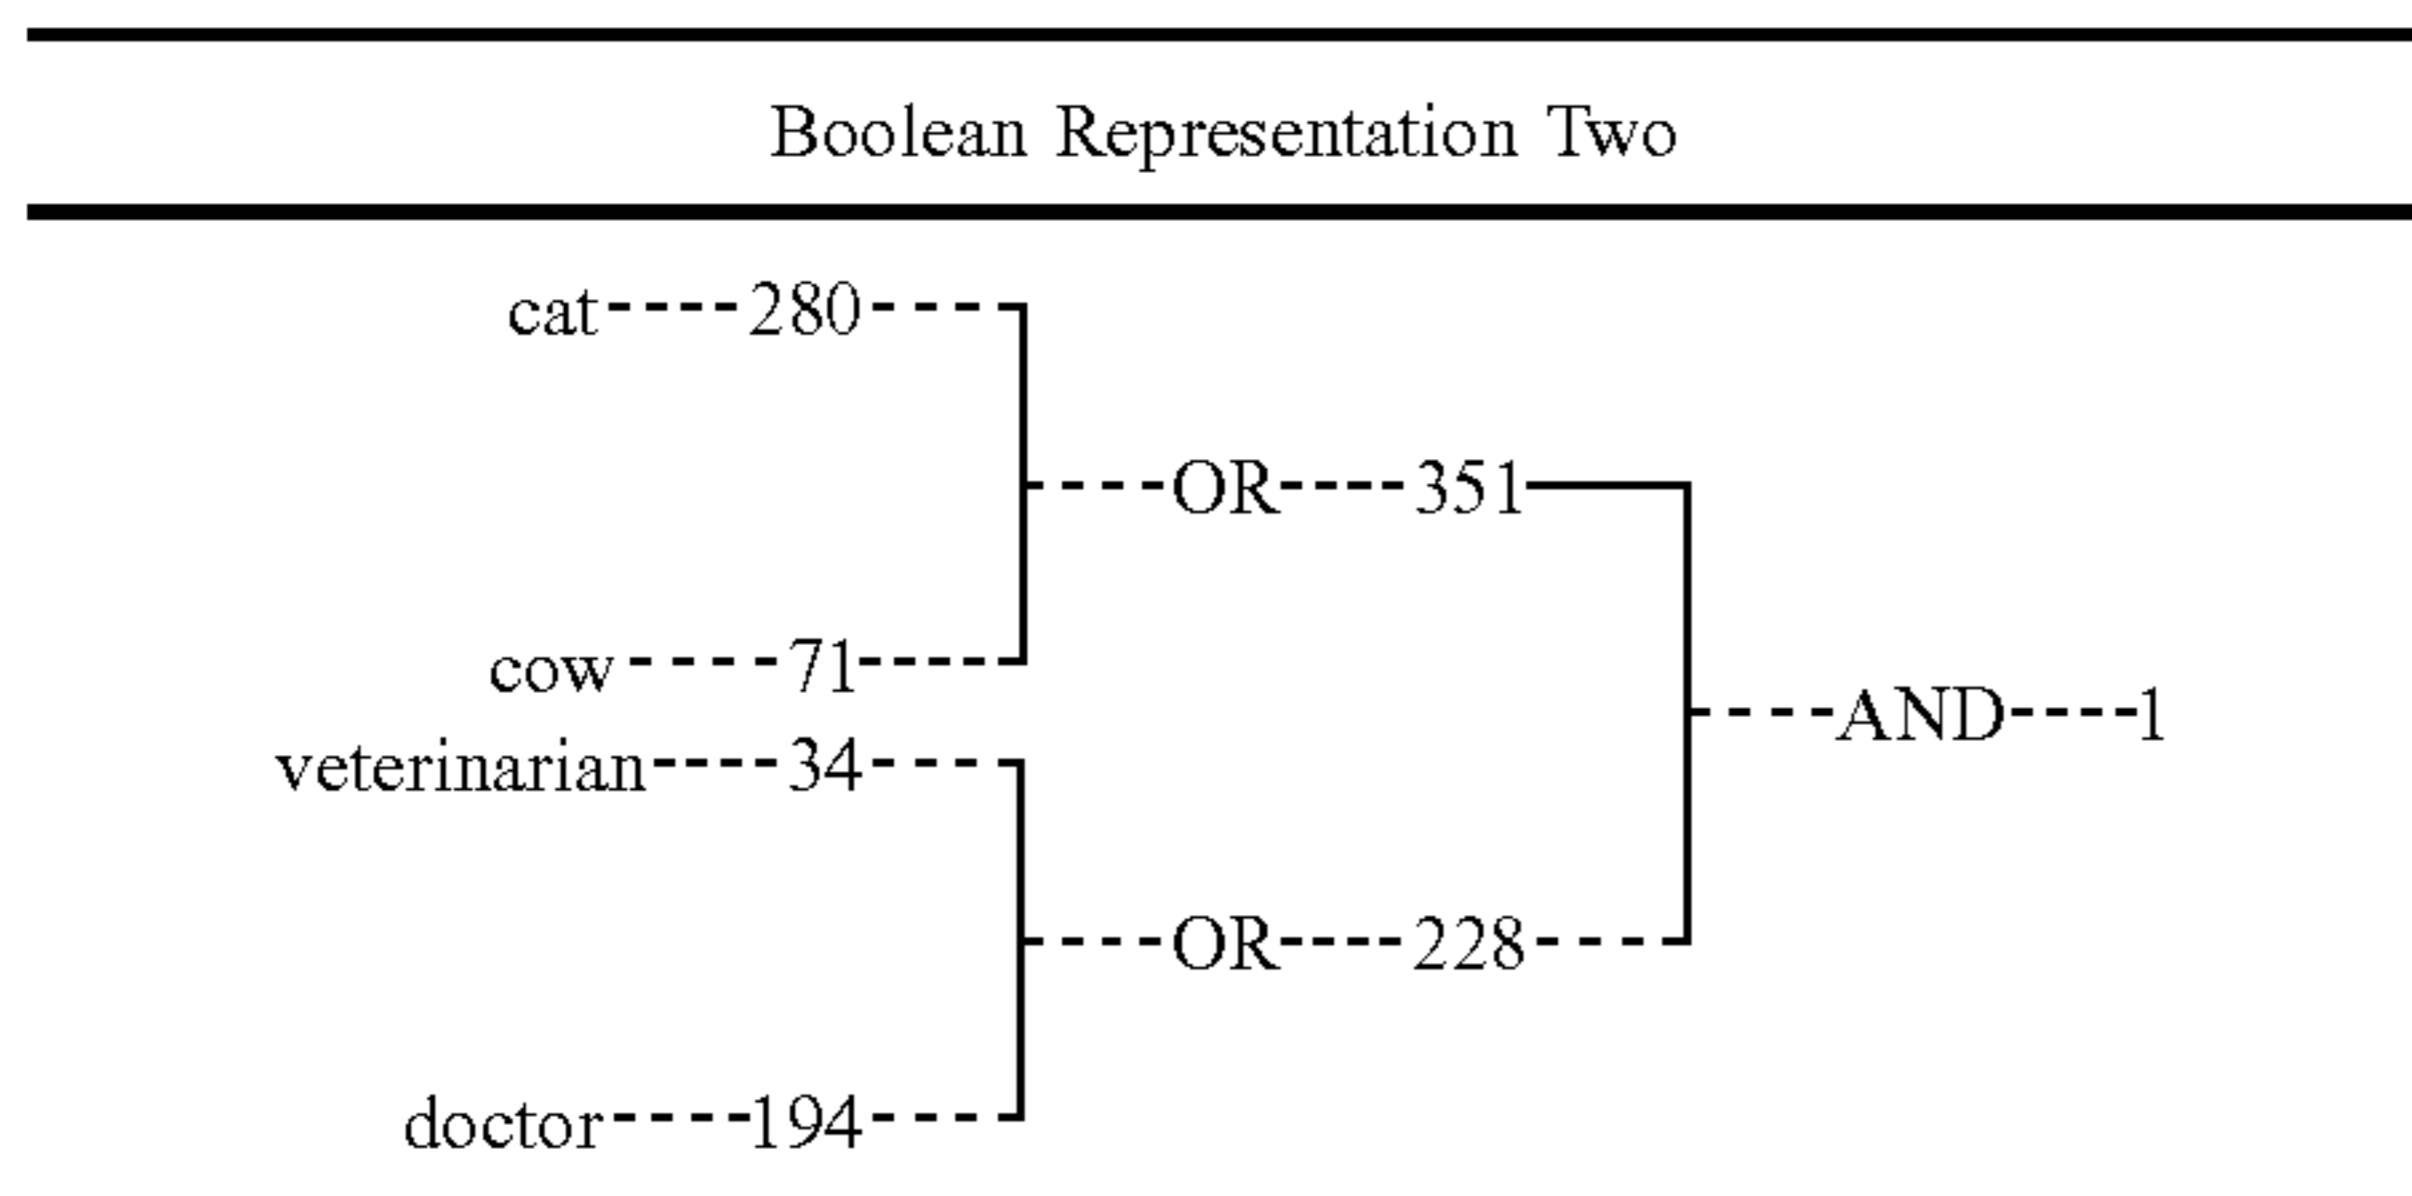 Boolean Representation Two
cat----280----
----OR----351
cow----71-----
----AND----1
veterinarian----34----
----OR----228----
doctor----194----